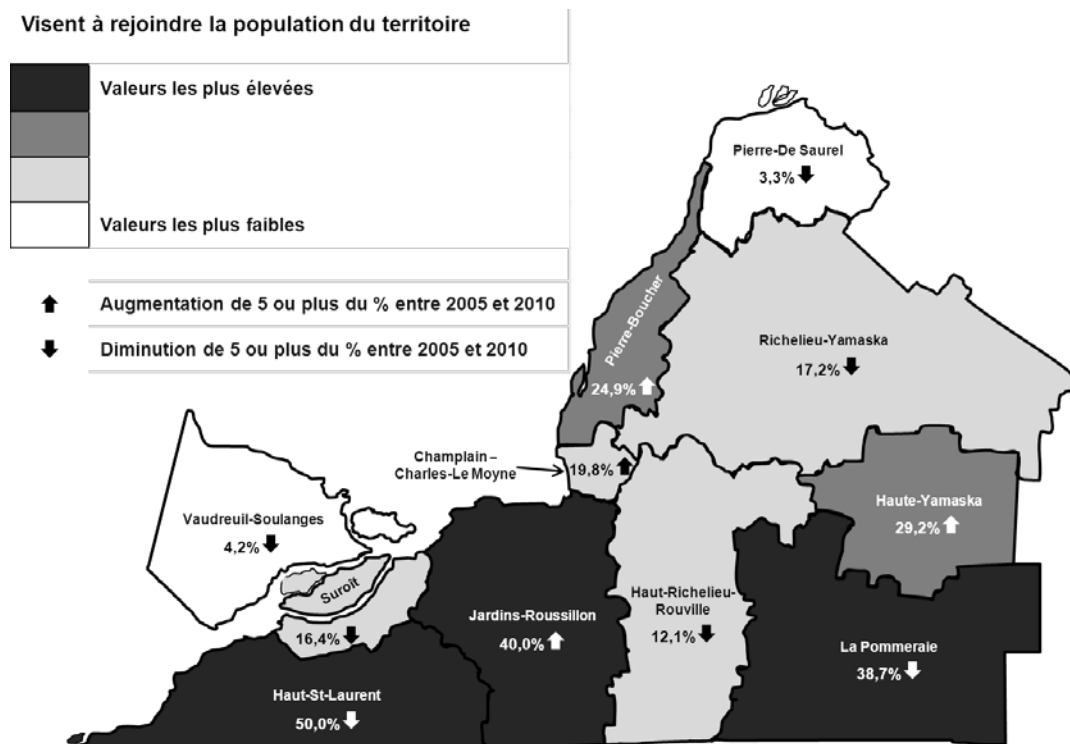 Visent à rejoindre la population du territoire
Valeurs les plus élevées
Valeurs les plus faibles
Augmentation de 5 ou plus du % entre 2005 et 2010
Diminution de 5 ou plus du % entre 2005 et 2010
Pierre-De Saurel
3,3%
Pierre-Boucher
24,9%
Richelieu-Yamaska
17,2%
Champlain –
Charles-Le Moyne
19,8%
Haute-Yamaska
29,2%
Vaudreuil-Soulanges
4,2%
Suroît
16,4%
Jardins-Roussillon
40,0%
Haut-Richelieu-
Rouville
12,1%
La Pommeraie
38,7%
Haut-St-Laurent
50,0%